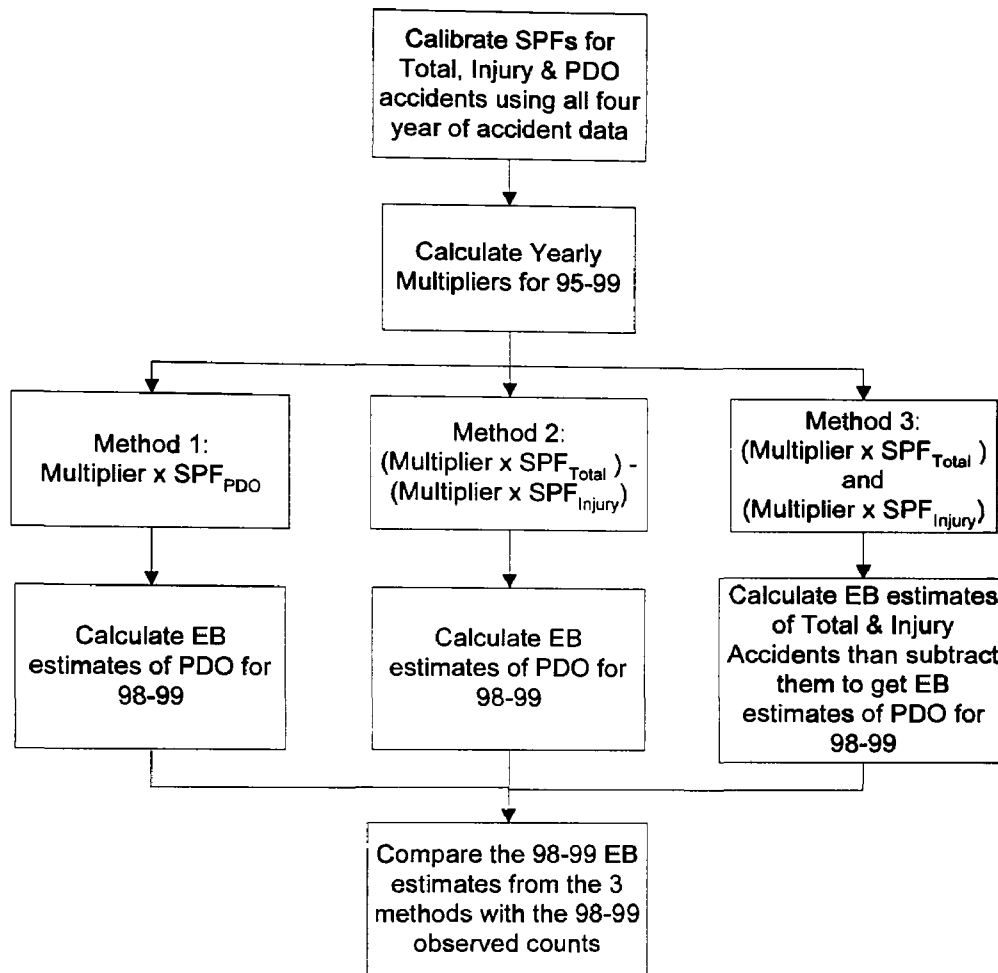 Calibrate SPFs for
Total, Injury & PDO
accidents using all four
year of accident data
Calculate Yearly
Multipliers for 95-99
Method 1:
Multiplier x SPF_PDO
Method 2:
(Multiplier x SPF_Total ) -
(Multiplier x SPF_Injury)
Method 3:
(Multiplier x SPF_Total )
and
(Multiplier x SPF_Injury)
Calculate EB
estimates of PDO for
98-99
Calculate EB
estimates of PDO for
98-99
Calculate EB estimates
of Total & Injury
Accidents than subtract
them to get EB
estimates of PDO for
98-99
Compare the 98-99 EB
estimates from the 3
methods with the 98-99
observed counts